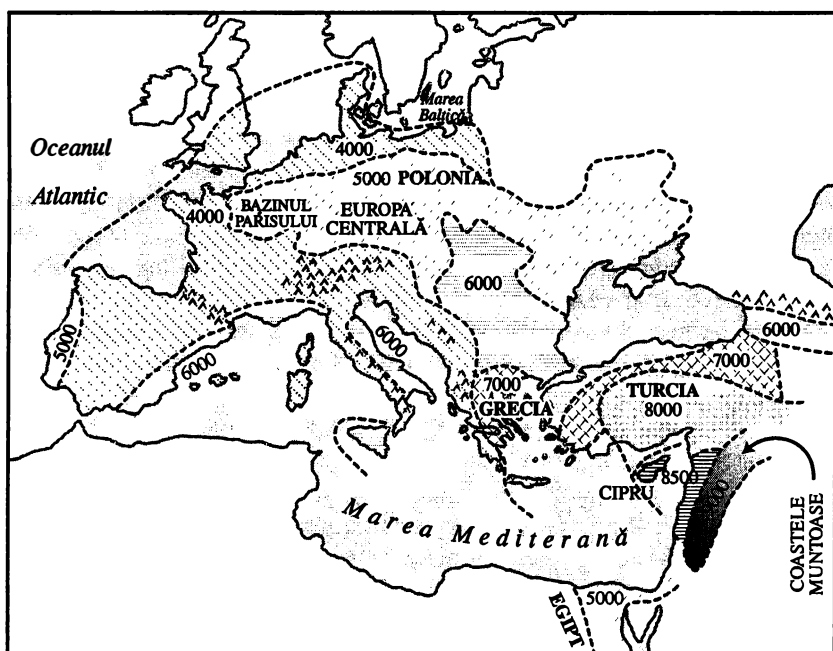 Marea
Baltică
Oceanul
Atlantic
4000
5000 POLONIA
4000
BAZINUL
PARISULUI
EUROPA
CENTRALĂ
6000
5000
6000
6000
6000
7000
7000
GRECIA
TURCIA
8000
CIPRU
8500
Marea Mediterană
COASTELE
MUNTOASE
5000
EGIPT